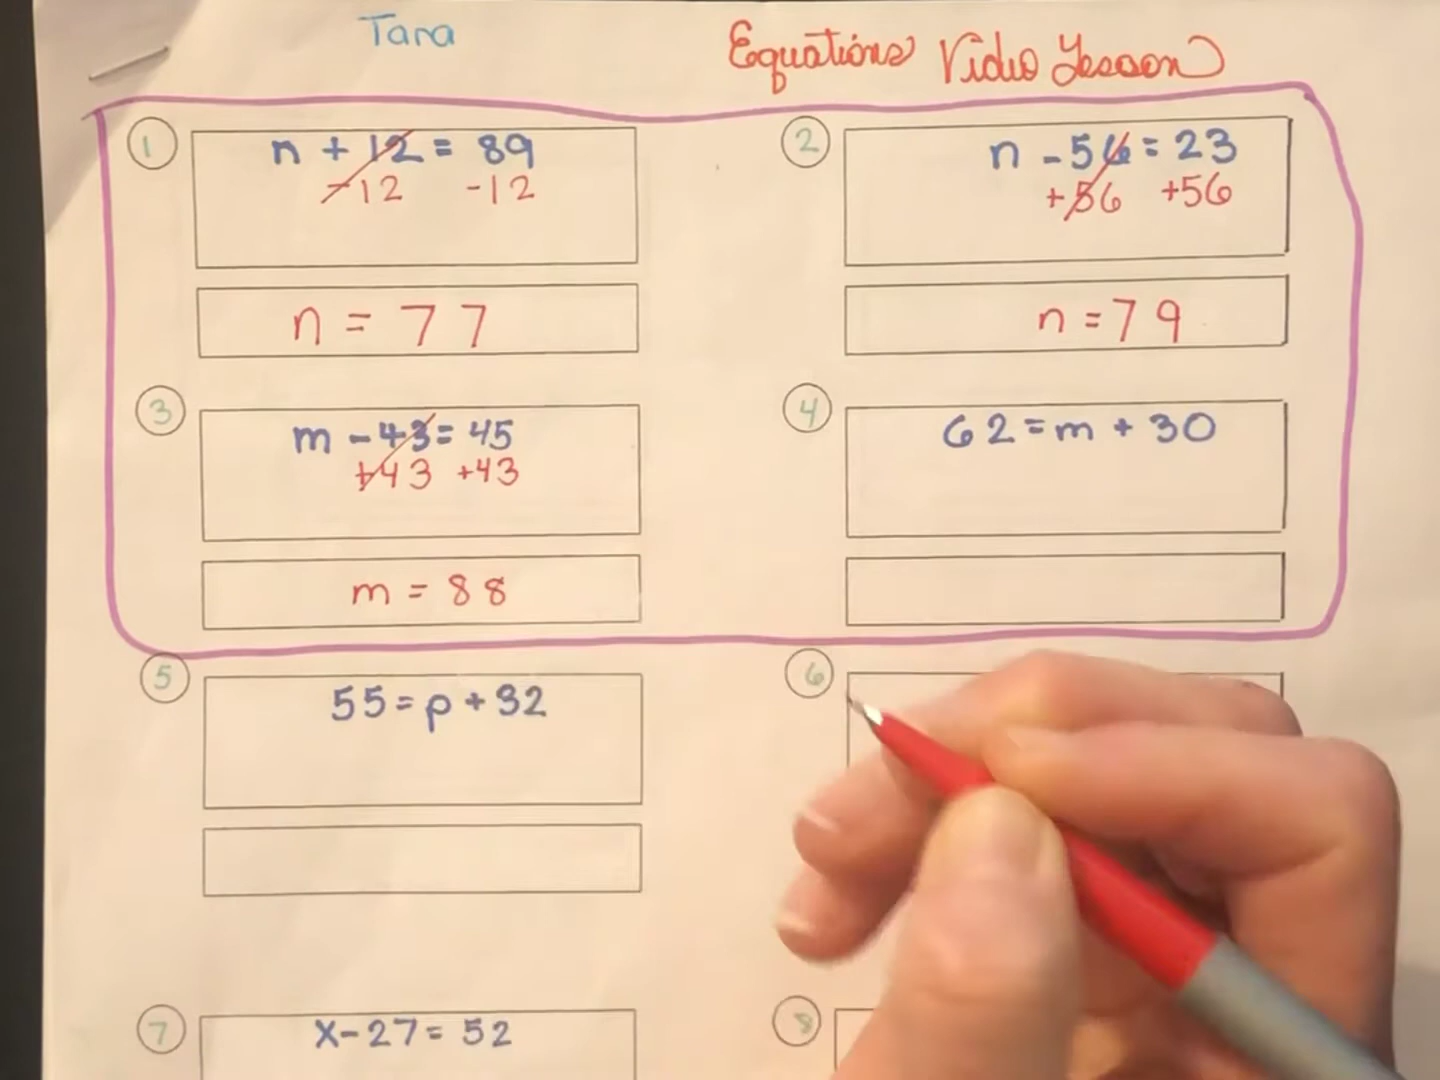 Tara
Equations Video Lesson
1
n + 12 = 89
-12 -12
n = 77
2
n - 56 = 23
+56 +56
n = 79
3
m - 43 = 45
+43 +43
m = 88
4
62 = m + 30
5
55 = p + 32
6
7
x - 27 = 52
8